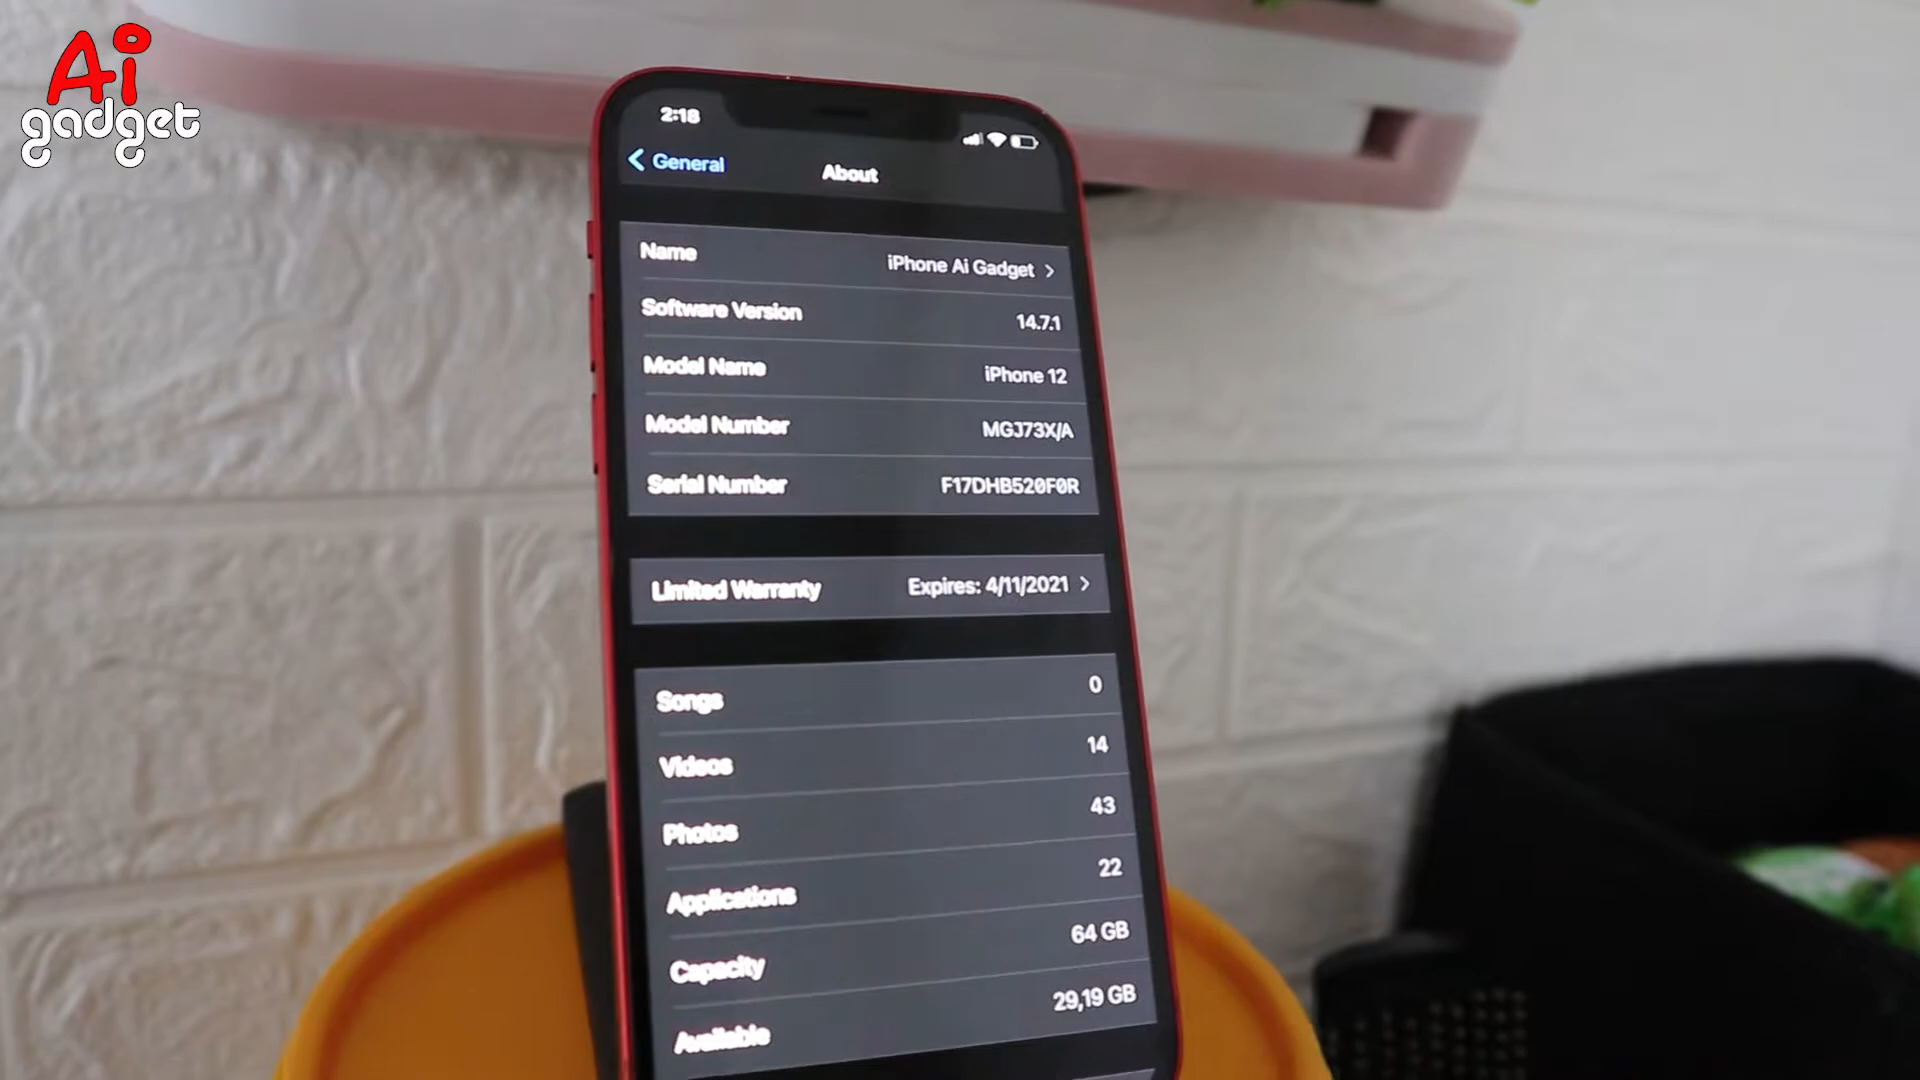 Ai
gadget
2:18
General
About
Name iPhone Ai Gadget
Software Version 14.7.1
Model Name iPhone 12
Model Number MGJ73X/A
Serial Number F17DHB520F0R
Limited Warranty Expires: 4/11/2021
Songs 0
Videos 14
Photos 43
Applications 22
Capacity 64 GB
Available 29,19 GB